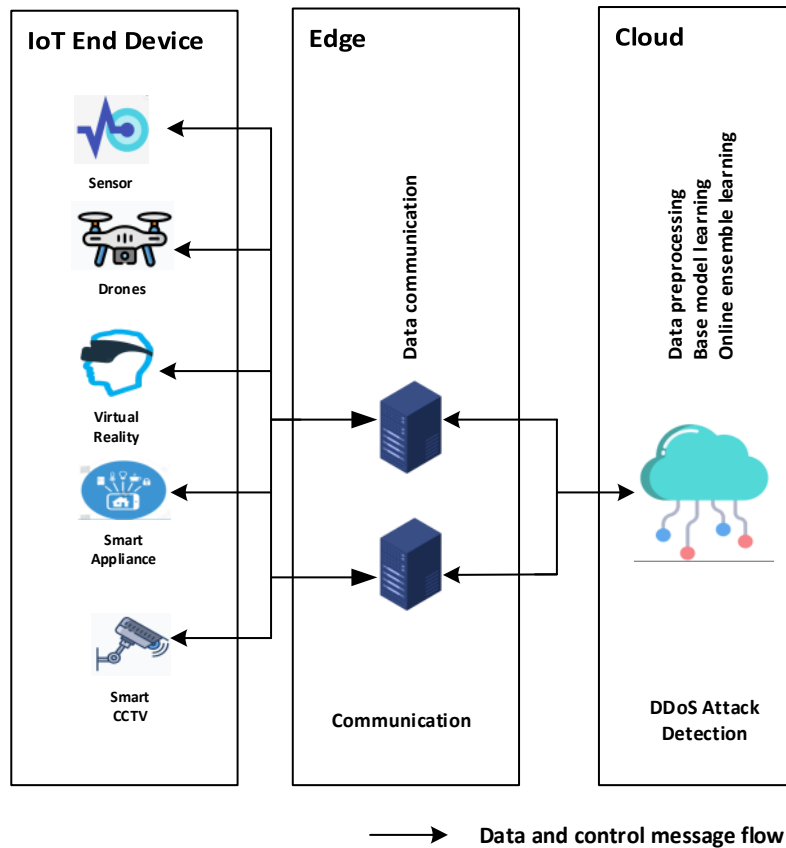 IoT End Device
Sensor
Drones
Virtual
Reality
Smart
Appliance
Smart
CCTV
Edge
Data communication
Communication
Cloud
Data preprocessing
Base model learning
Online ensemble learning
DDoS Attack
Detection
Data and control message flow